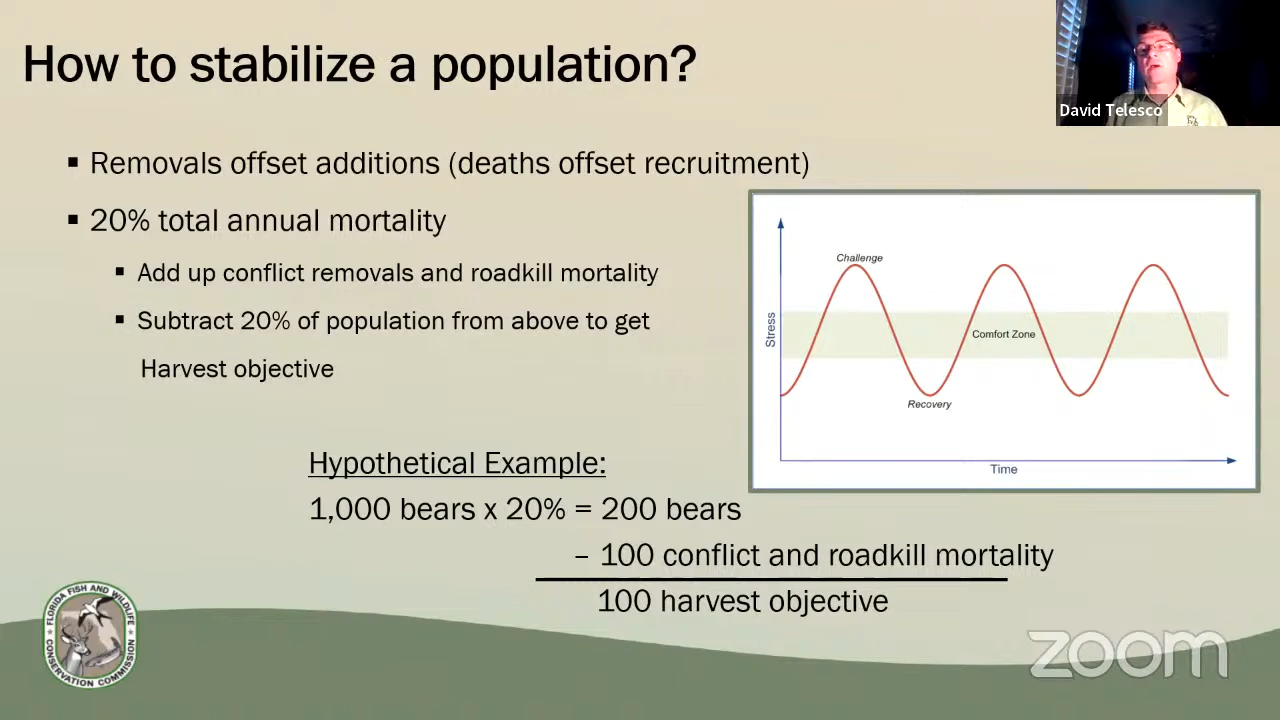 How to stabilize a population?
David Telesco
▪ Removals offset additions (deaths offset recruitment)
▪ 20% total annual mortality
▪ Add up conflict removals and roadkill mortality
▪ Subtract 20% of population from above to get
Harvest objective
Challenge
Stress
Comfort Zone
Recovery
Time
Hypothetical Example:
1,000 bears x 20% = 200 bears
– 100 conflict and roadkill mortality
100 harvest objective
FLORIDA FISH AND WILDLIFE
CONSERVATION COMMISSION
zoom